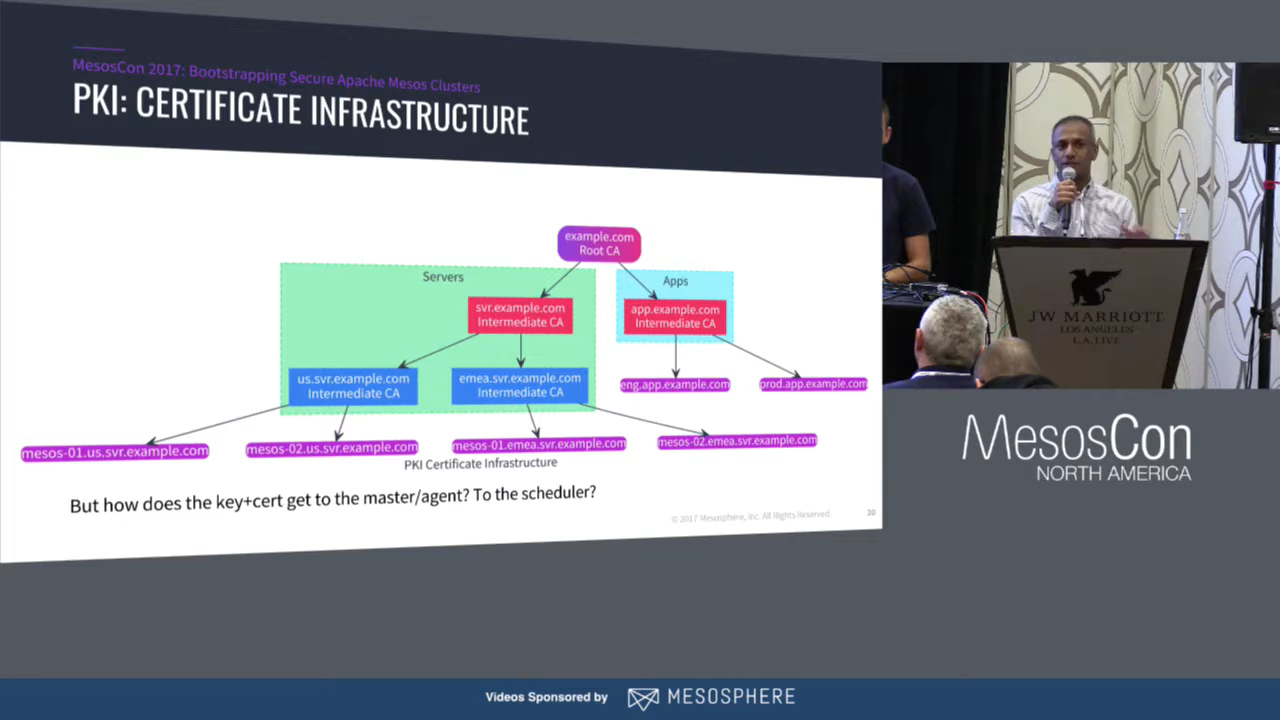 MesosCon 2017: Bootstrapping Secure Apache Mesos Clusters
PKI: CERTIFICATE INFRASTRUCTURE
example.com
Root CA
Servers
Apps
svr.example.com
Intermediate CA
app.example.com
Intermediate CA
us.svr.example.com
Intermediate CA
emea.svr.example.com
Intermediate CA
eng.app.example.com
prod.app.example.com
mesos-01.us.svr.example.com
mesos-02.us.svr.example.com
mesos-01.emea.svr.example.com
mesos-02.emea.svr.example.com
PKI Certificate Infrastructure
But how does the key+cert get to the master/agent? To the scheduler?
© 2017 Mesosphere, Inc. All Rights Reserved.
20
JW MARRIOTT
LOS ANGELES
L.A. LIVE
MesosCon
NORTH AMERICA
Videos Sponsored by
MESOSPHERE